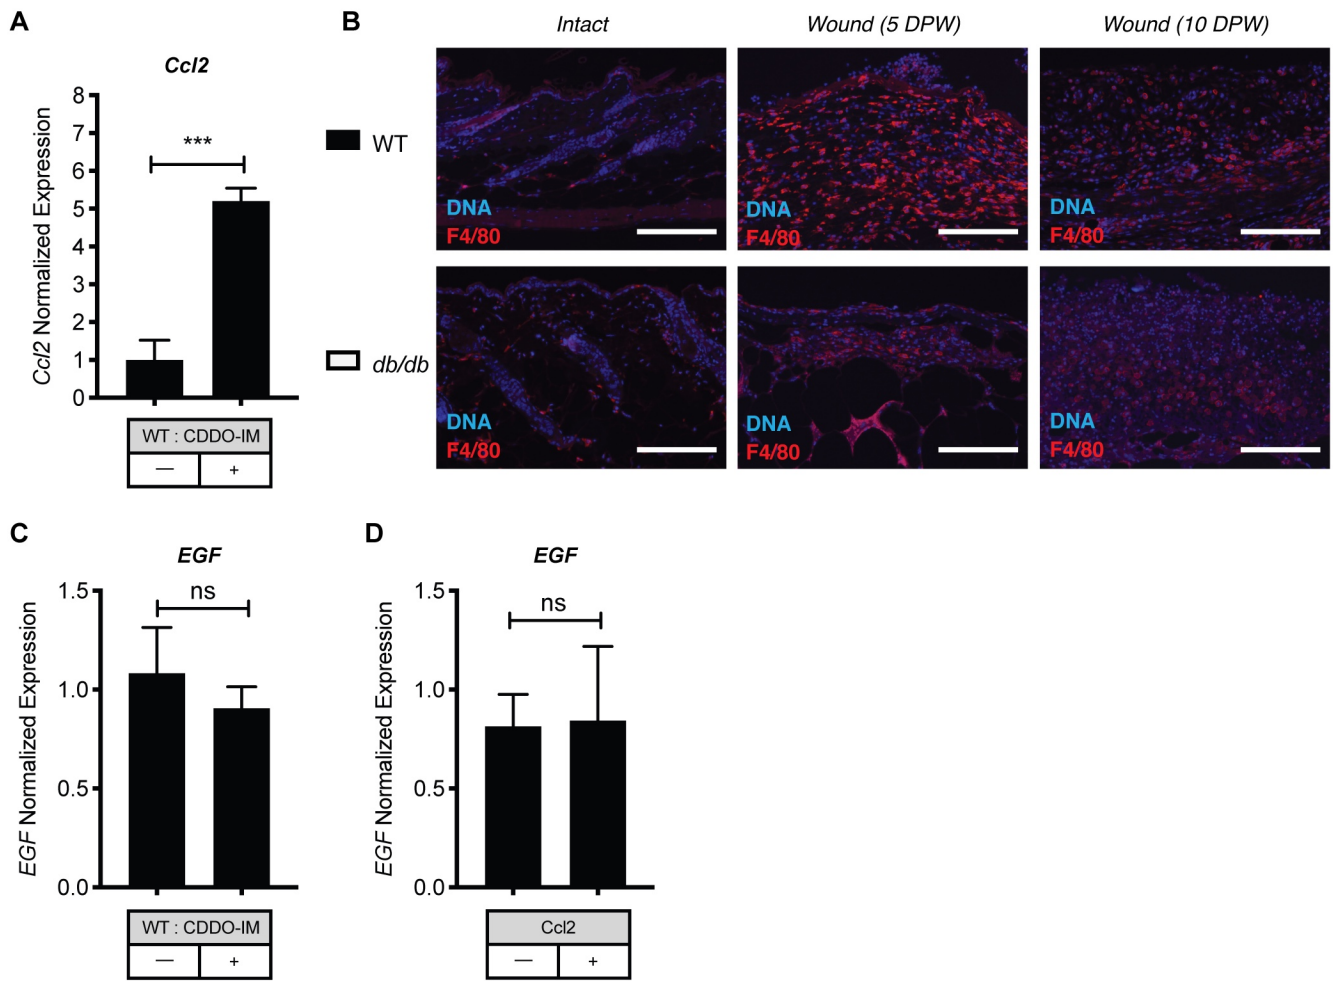 A
Ccl2
Ccl2 Normalized Expression
8
7
6
5
4
3
2
1
0
***
WT : CDDO-IM
— +
B
Intact Wound (5 DPW) Wound (10 DPW)
WT
DNA
F4/80
DNA
F4/80
DNA
F4/80
db/db
DNA
F4/80
DNA
F4/80
DNA
F4/80
C
EGF
EGF Normalized Expression
1.5
1.0
0.5
0.0
ns
WT : CDDO-IM
— +
D
EGF
EGF Normalized Expression
1.5
1.0
0.5
0.0
ns
Ccl2
— +